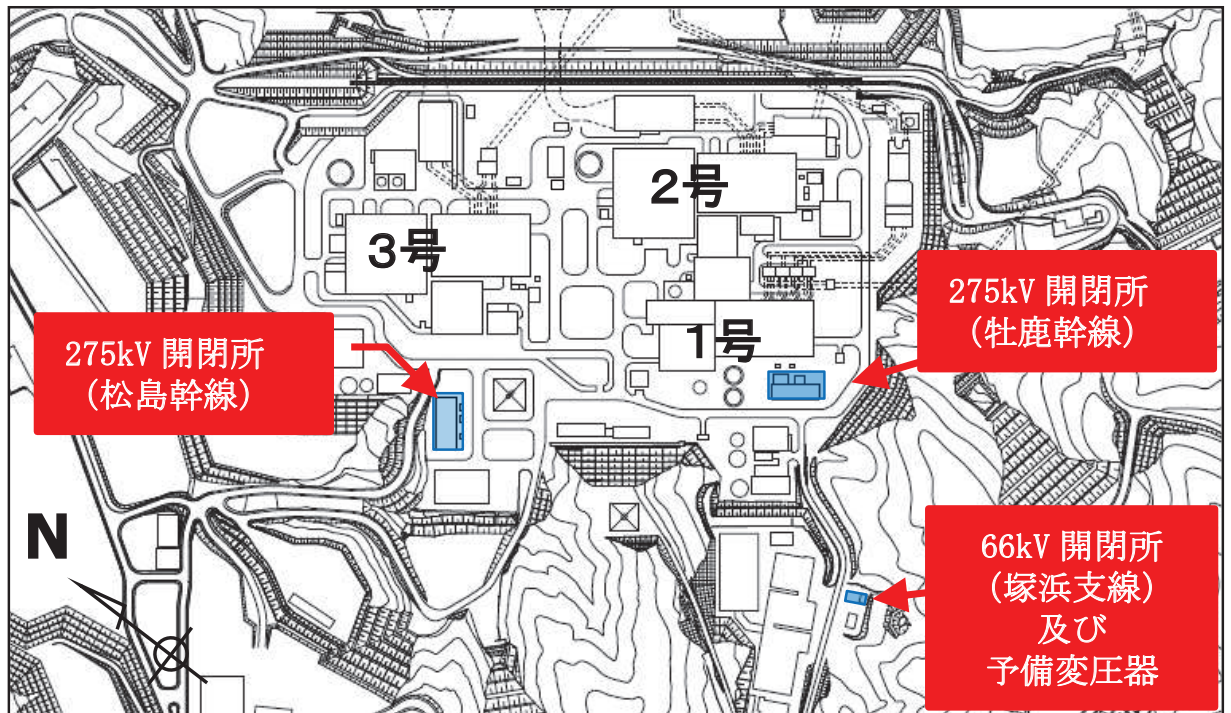 2号
3号
275kV 開閉所
(牡鹿幹線)
275kV 開閉所
(松島幹線)
1号
N
66kV 開閉所
(塚浜支線)
及び
予備変圧器